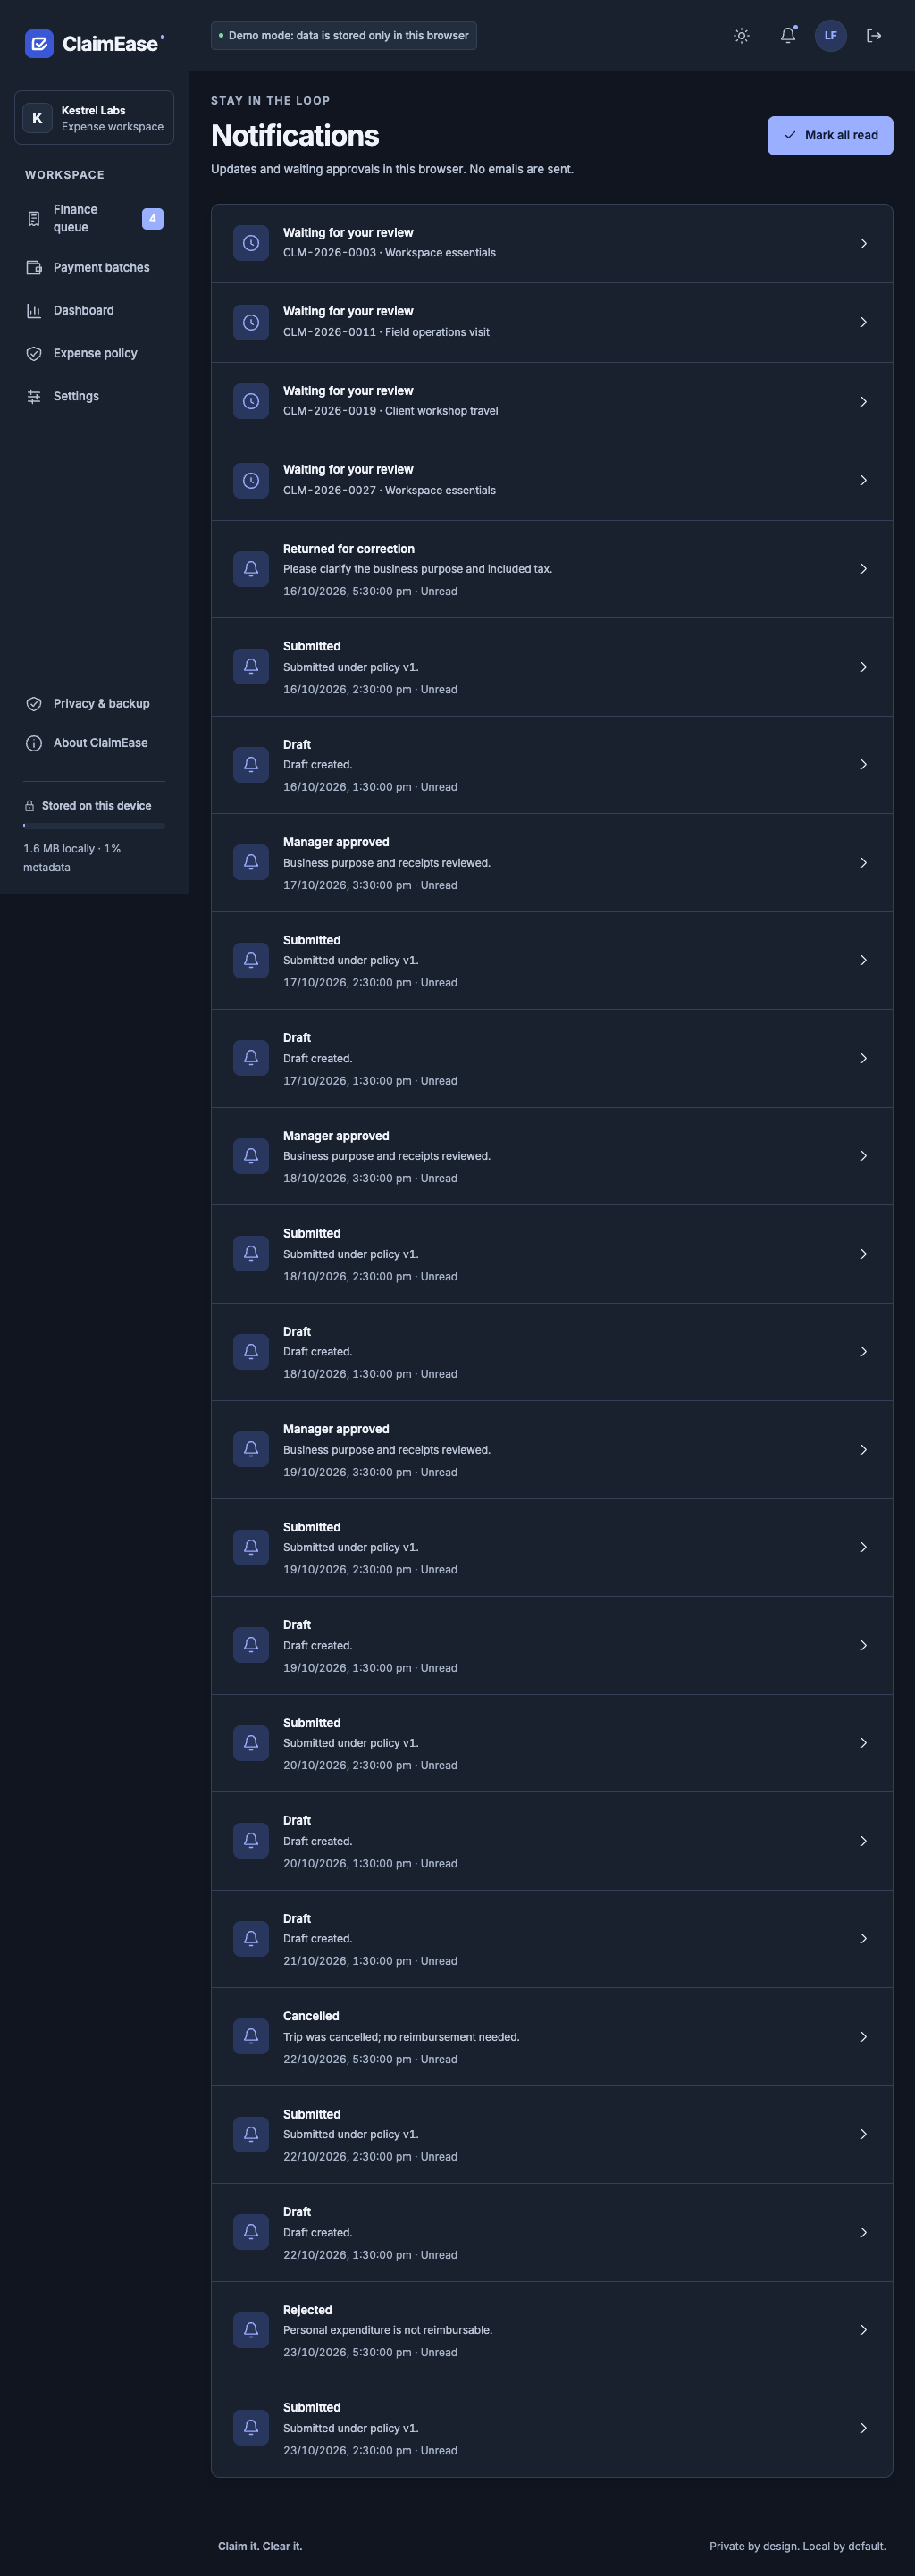 ClaimEase
K
Kestrel Labs
Expense workspace
WORKSPACE
Finance
queue
4
Payment batches
Dashboard
Expense policy
Settings
Privacy & backup
About ClaimEase
Stored on this device
1.6 MB locally · 1%
metadata
Demo mode: data is stored only in this browser
LF
STAY IN THE LOOP
Notifications
Updates and waiting approvals in this browser. No emails are sent.
Mark all read
Waiting for your review
CLM-2026-0003 · Workspace essentials
Waiting for your review
CLM-2026-0011 · Field operations visit
Waiting for your review
CLM-2026-0019 · Client workshop travel
Waiting for your review
CLM-2026-0027 · Workspace essentials
Returned for correction
Please clarify the business purpose and included tax.
16/10/2026, 5:30:00 pm · Unread
Submitted
Submitted under policy v1.
16/10/2026, 2:30:00 pm · Unread
Draft
Draft created.
16/10/2026, 1:30:00 pm · Unread
Manager approved
Business purpose and receipts reviewed.
17/10/2026, 3:30:00 pm · Unread
Submitted
Submitted under policy v1.
17/10/2026, 2:30:00 pm · Unread
Draft
Draft created.
17/10/2026, 1:30:00 pm · Unread
Manager approved
Business purpose and receipts reviewed.
18/10/2026, 3:30:00 pm · Unread
Submitted
Submitted under policy v1.
18/10/2026, 2:30:00 pm · Unread
Draft
Draft created.
18/10/2026, 1:30:00 pm · Unread
Manager approved
Business purpose and receipts reviewed.
19/10/2026, 3:30:00 pm · Unread
Submitted
Submitted under policy v1.
19/10/2026, 2:30:00 pm · Unread
Draft
Draft created.
19/10/2026, 1:30:00 pm · Unread
Submitted
Submitted under policy v1.
20/10/2026, 2:30:00 pm · Unread
Draft
Draft created.
20/10/2026, 1:30:00 pm · Unread
Draft
Draft created.
21/10/2026, 1:30:00 pm · Unread
Cancelled
Trip was cancelled; no reimbursement needed.
22/10/2026, 5:30:00 pm · Unread
Submitted
Submitted under policy v1.
22/10/2026, 2:30:00 pm · Unread
Draft
Draft created.
22/10/2026, 1:30:00 pm · Unread
Rejected
Personal expenditure is not reimbursable.
23/10/2026, 5:30:00 pm · Unread
Submitted
Submitted under policy v1.
23/10/2026, 2:30:00 pm · Unread
Claim it. Clear it.
Private by design. Local by default.